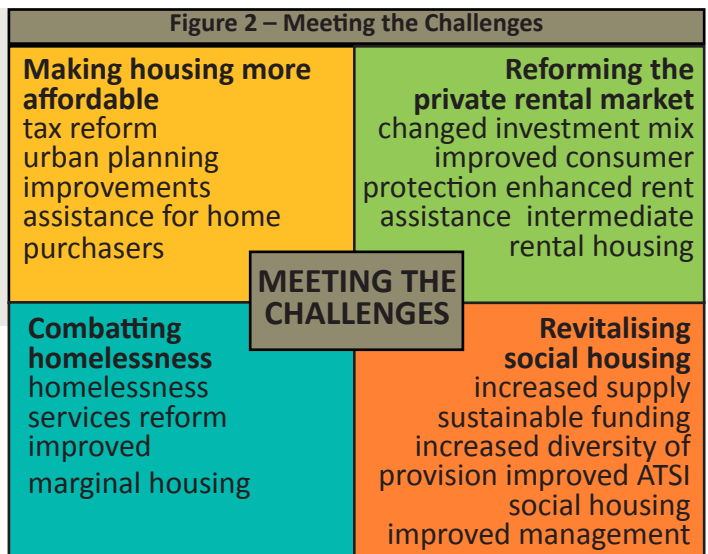 Figure 2 – Meeting the Challenges
Making housing more
affordable
tax reform
urban planning
improvements
assistance for home
purchasers
Reforming the
private rental market
changed investment mix
improved consumer
protection enhanced rent
assistance intermediate
rental housing
MEETING THE
CHALLENGES
Combatting
homelessness
homelessness
services reform
improved
marginal housing
Revitalising
social housing
increased supply
sustainable funding
increased diversity of
provision improved ATSI
social housing
improved management